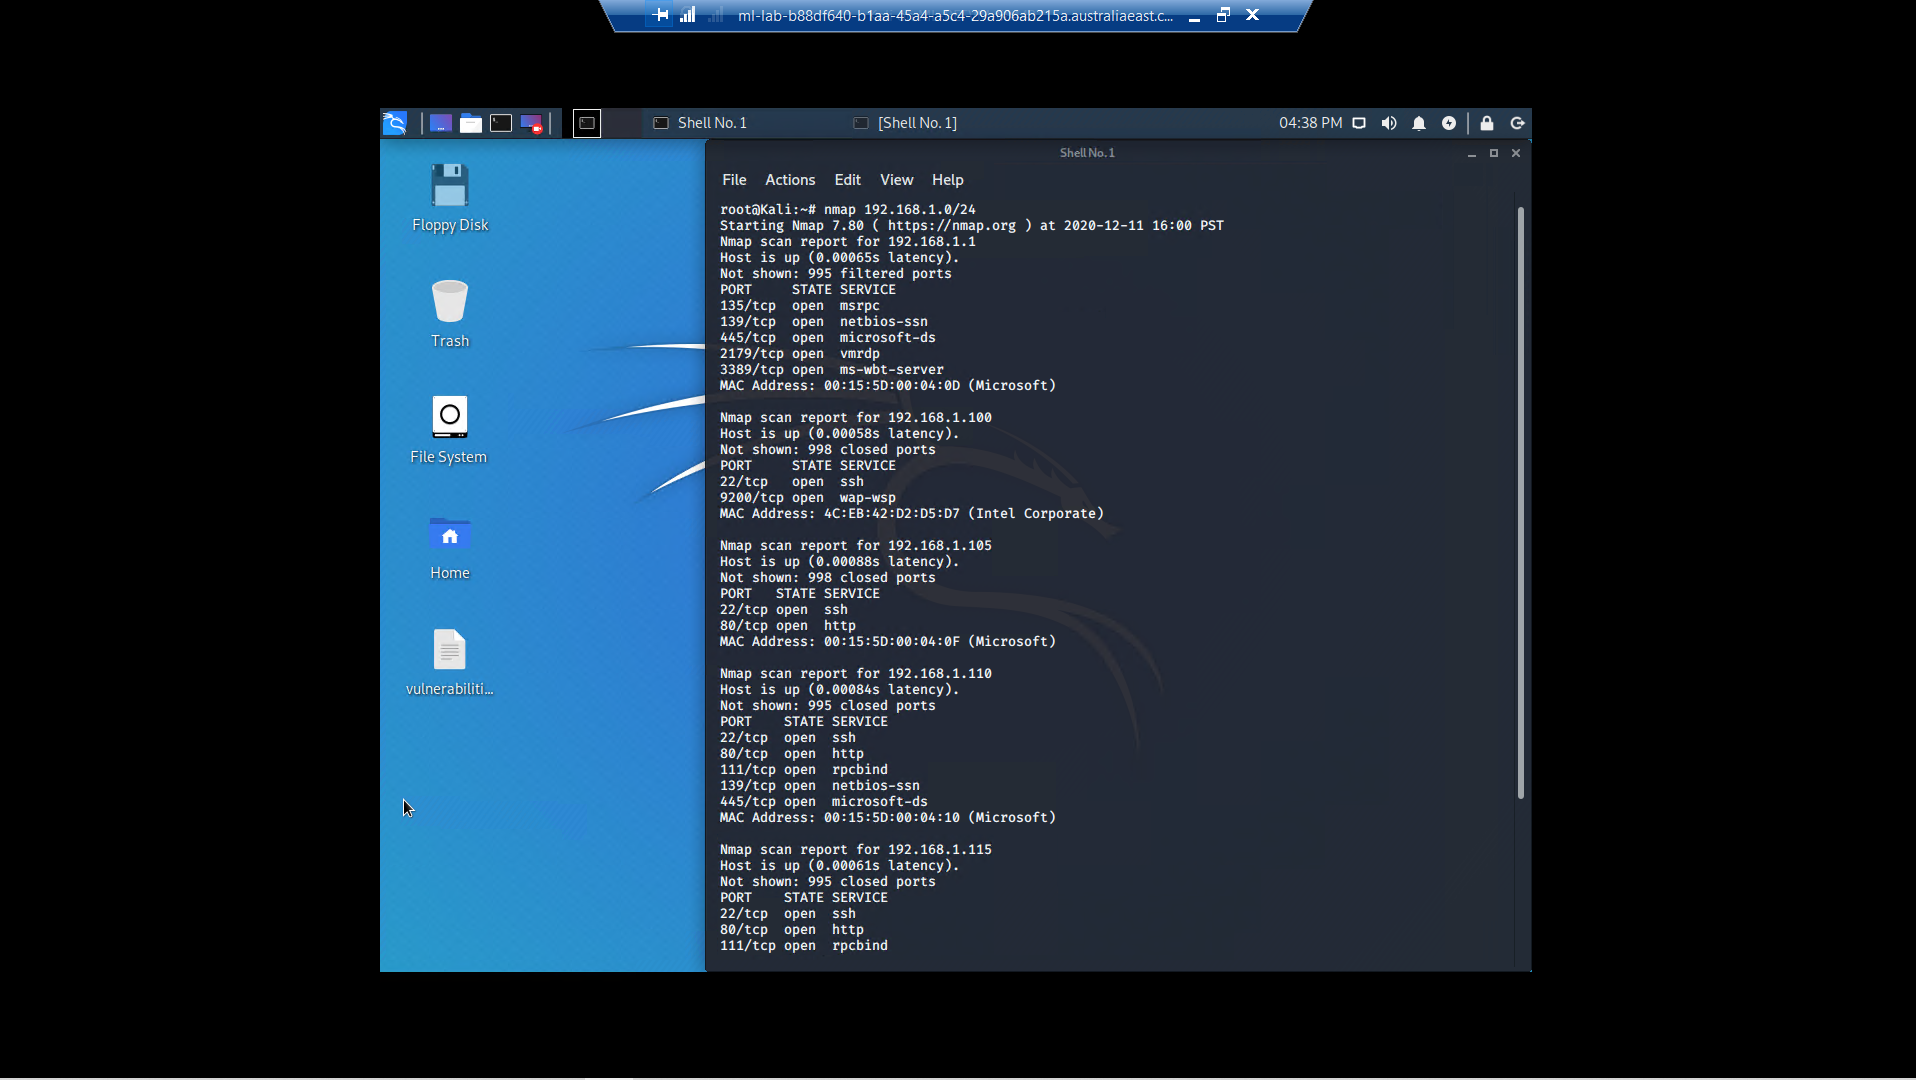 ml-lab-b88df640-b1aa-45a4-a5c4-29a906ab215a.australiaeast.c...
Shell No. 1
[Shell No. 1]
04:38 PM
Floppy Disk
Trash
File System
Home
vulnerabiliti...
Shell No. 1
File Actions Edit View Help
root@Kali:~# nmap 192.168.1.0/24
Starting Nmap 7.80 ( https://nmap.org ) at 2020-12-11 16:00 PST
Nmap scan report for 192.168.1.1
Host is up (0.00065s latency).
Not shown: 995 filtered ports
PORT     STATE SERVICE
135/tcp  open  msrpc
139/tcp  open  netbios-ssn
445/tcp  open  microsoft-ds
2179/tcp open  vmrdp
3389/tcp open  ms-wbt-server
MAC Address: 00:15:5D:00:04:0D (Microsoft)
Nmap scan report for 192.168.1.100
Host is up (0.00058s latency).
Not shown: 998 closed ports
PORT     STATE SERVICE
22/tcp   open  ssh
9200/tcp open  wap-wsp
MAC Address: 4C:EB:42:D2:D5:D7 (Intel Corporate)
Nmap scan report for 192.168.1.105
Host is up (0.00088s latency).
Not shown: 998 closed ports
PORT   STATE SERVICE
22/tcp open  ssh
80/tcp open  http
MAC Address: 00:15:5D:00:04:0F (Microsoft)
Nmap scan report for 192.168.1.110
Host is up (0.00084s latency).
Not shown: 995 closed ports
PORT    STATE SERVICE
22/tcp  open  ssh
80/tcp  open  http
111/tcp open  rpcbind
139/tcp open  netbios-ssn
445/tcp open  microsoft-ds
MAC Address: 00:15:5D:00:04:10 (Microsoft)
Nmap scan report for 192.168.1.115
Host is up (0.00061s latency).
Not shown: 995 closed ports
PORT    STATE SERVICE
22/tcp  open  ssh
80/tcp  open  http
111/tcp open  rpcbind